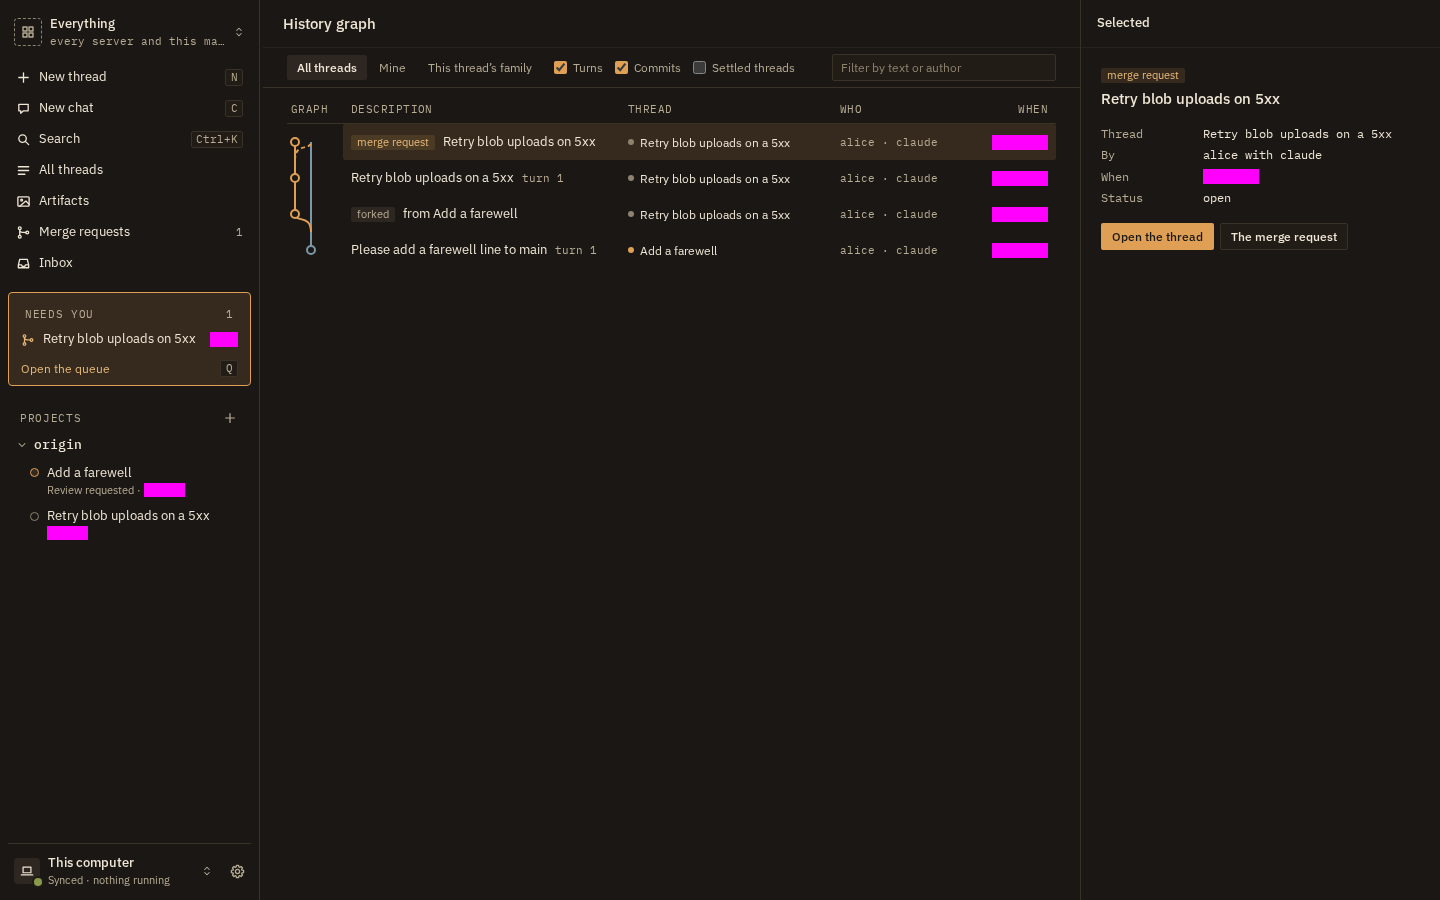 Everything
every server and this ma…
New thread N
New chat C
Search Ctrl+K
All threads
Artifacts
Merge requests 1
Inbox
NEEDS YOU 1
Retry blob uploads on 5xx
Open the queue Q
PROJECTS
origin
Add a farewell
Review requested ·
Retry blob uploads on a 5xx
This computer
Synced · nothing running
History graph
All threads Mine This thread's family Turns Commits Settled threads Filter by text or author
GRAPH DESCRIPTION THREAD WHO WHEN
merge request Retry blob uploads on 5xx Retry blob uploads on a 5xx alice · claude
Retry blob uploads on a 5xx turn 1 Retry blob uploads on a 5xx alice · claude
forked from Add a farewell Retry blob uploads on a 5xx alice · claude
Please add a farewell line to main turn 1 Add a farewell alice · claude
Selected
merge request
Retry blob uploads on 5xx
Thread Retry blob uploads on a 5xx
By alice with claude
When
Status open
Open the thread The merge request